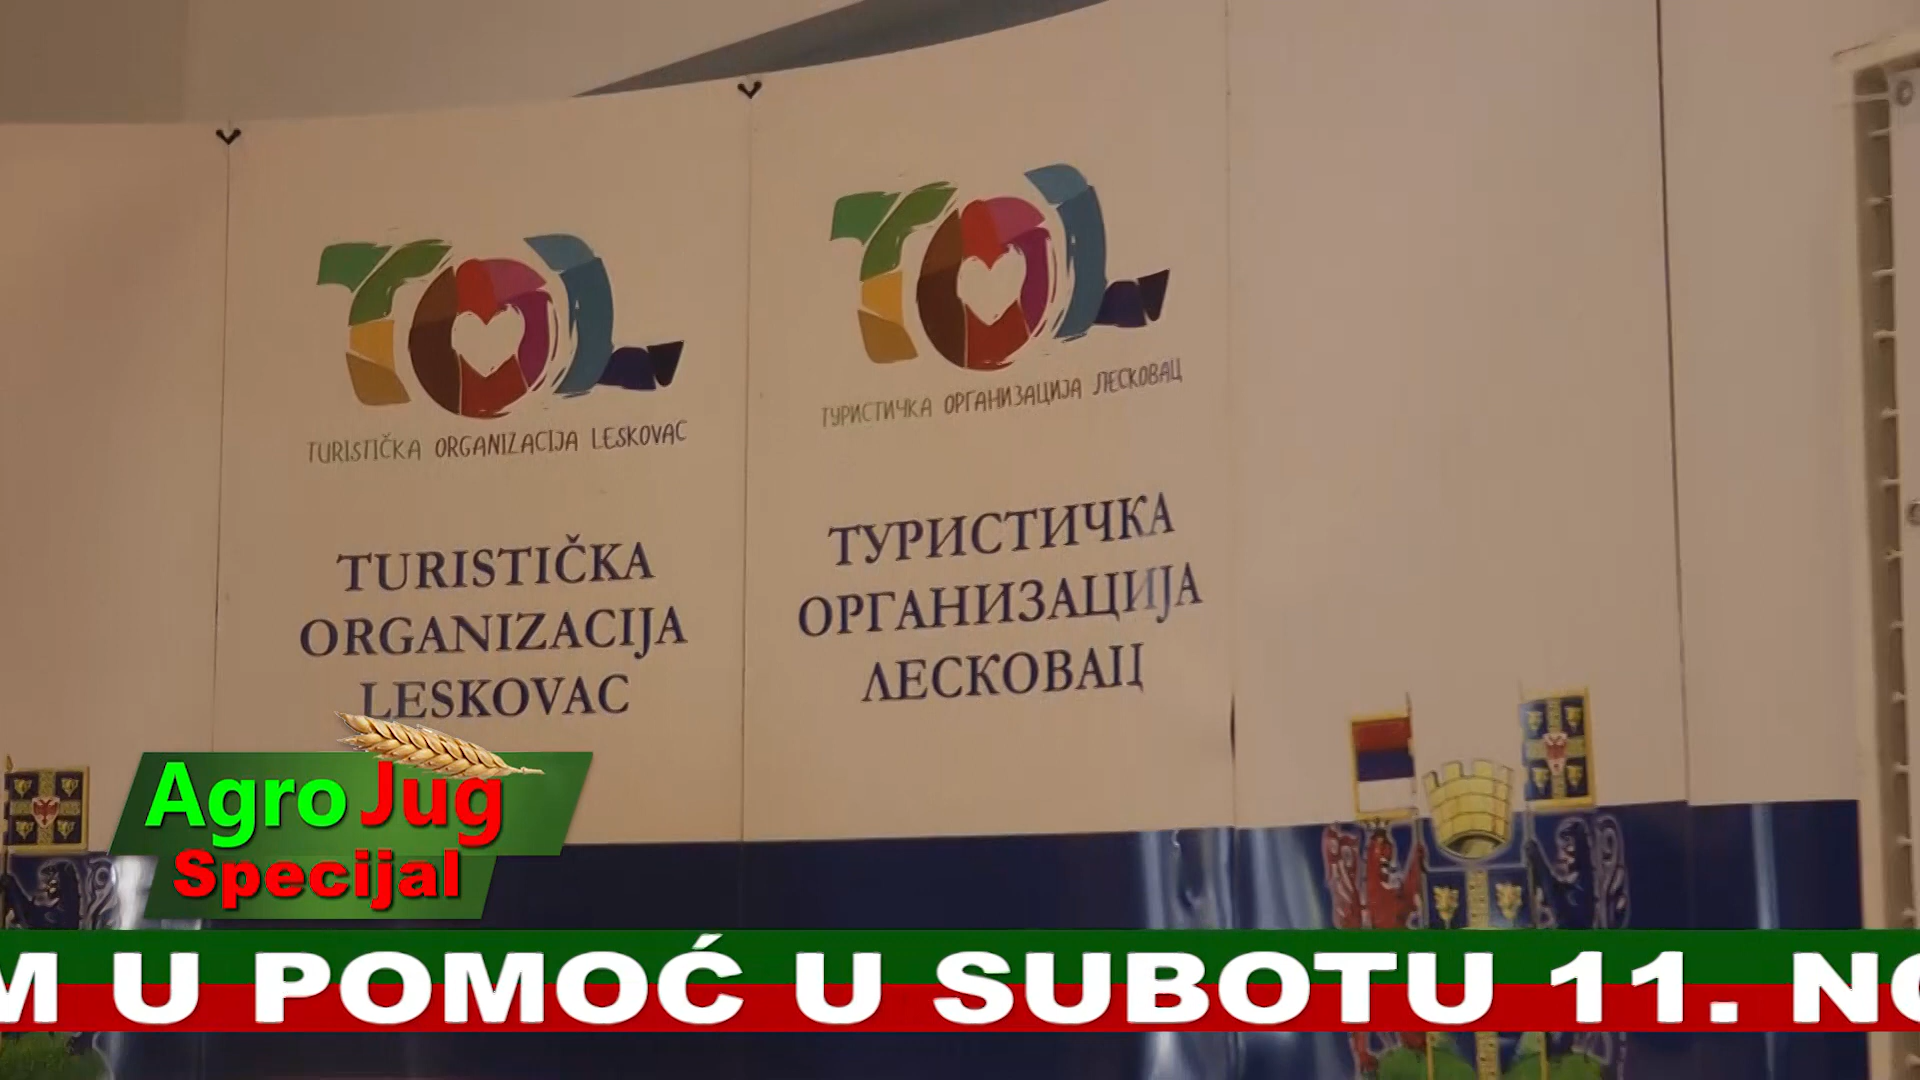 TOL
TURISTIČKA ORGANIZACIJA LESKOVAC
TURISTIČKA
ORGANIZACIJA
LESKOVAC
TOL
ТУРИСТИЧКА ОРГАНИЗАЦИЈА ЛЕСКОВАЦ
ТУРИСТИЧКА
ОРГАНИЗАЦИЈА
ЛЕСКОВАЦ
Agro Jug
Specijal
U POMOĆ U SUBOTU 11.